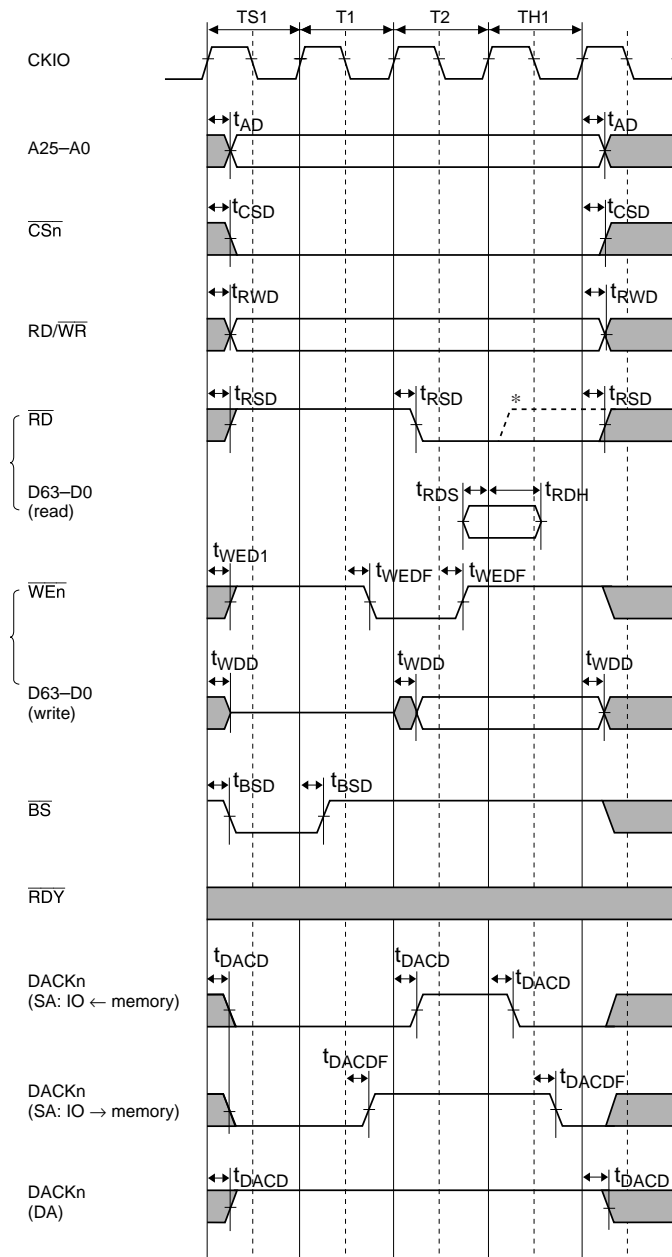 TS1 T1 T2 TH1
CKIO
tAD tAD
A25–A0
tCSD tCSD
CSn
tRWD tRWD
RD/WR
tRSD tRSD * tRSD
RD
tRDS tRDH
D63–D0
(read)
tWED1 tWEDF tWEDF
WEn
tWDD tWDD tWDD
D63–D0
(write)
tBSD tBSD
BS
RDY
tDACD tDACD tDACD
DACKn
(SA: IO ← memory)
tDACDF tDACDF
DACKn
(SA: IO → memory)
tDACD tDACD
DACKn
(DA)